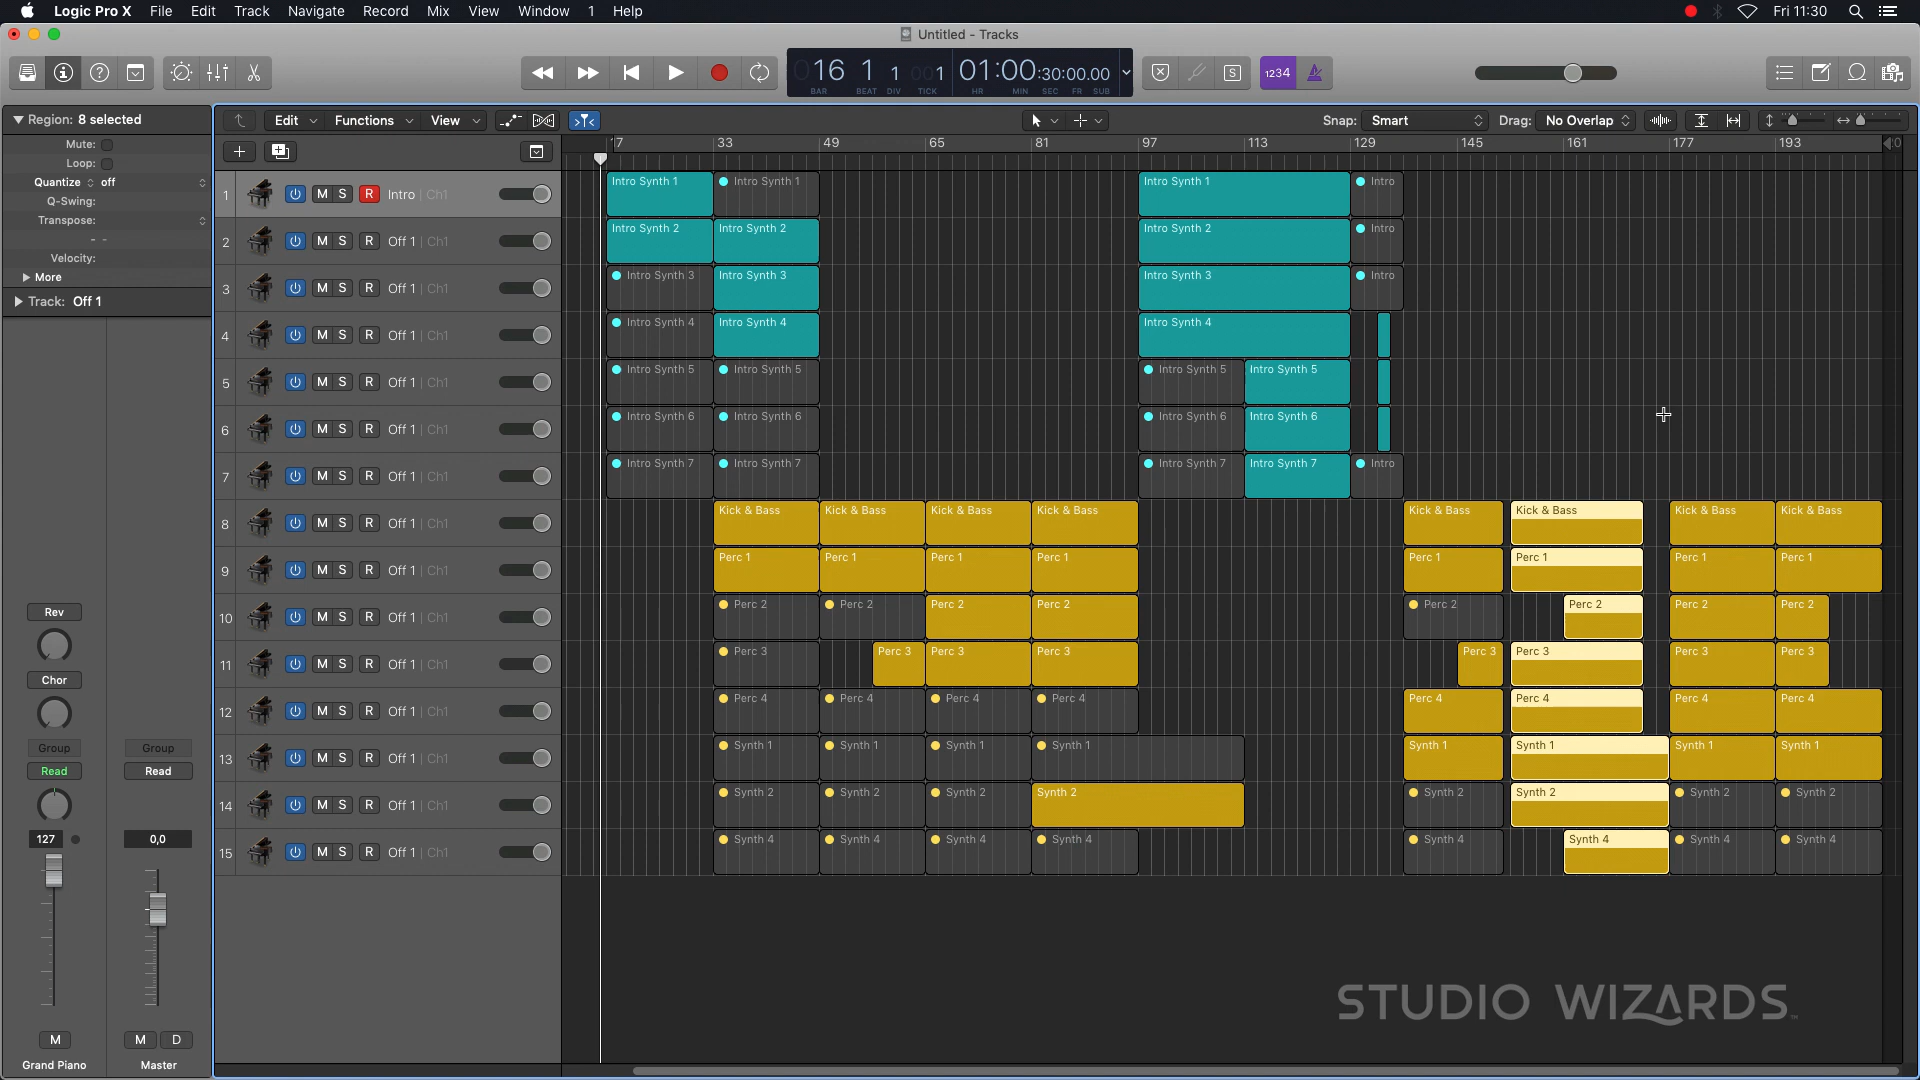 Logic Pro X File Edit Track Navigate Record Mix View Window 1 Help Fri 11:30
Untitled - Tracks
016 1 1 001 01:00:30:00.00 S 1234
BAR BEAT DIV TICK HR MIN SEC FR SUB
Region: 8 selected Edit Functions View Snap: Smart Drag: No Overlap
Mute:
Loop:
Quantize off
Q-Swing:
Transpose:
- -
Velocity:
More
Track: Off 1
17 33 49 65 81 97 113 129 145 161 177 193
1 M S R Intro | Ch1 Intro Synth 1 Intro Synth 1 Intro Synth 1 Intro
2 M S R Off 1 | Ch1 Intro Synth 2 Intro Synth 2 Intro Synth 2 Intro
3 M S R Off 1 | Ch1 Intro Synth 3 Intro Synth 3 Intro Synth 3 Intro
4 M S R Off 1 | Ch1 Intro Synth 4 Intro Synth 4 Intro Synth 4
5 M S R Off 1 | Ch1 Intro Synth 5 Intro Synth 5 Intro Synth 5 Intro Synth 5
6 M S R Off 1 | Ch1 Intro Synth 6 Intro Synth 6 Intro Synth 6 Intro Synth 6
7 M S R Off 1 | Ch1 Intro Synth 7 Intro Synth 7 Intro Synth 7 Intro Synth 7 Intro
8 M S R Off 1 | Ch1 Kick & Bass Kick & Bass Kick & Bass Kick & Bass Kick & Bass Kick & Bass Kick & Bass Kick & Bass
9 M S R Off 1 | Ch1 Perc 1 Perc 1 Perc 1 Perc 1 Perc 1 Perc 1 Perc 1 Perc 1
10 M S R Off 1 | Ch1 Perc 2 Perc 2 Perc 2 Perc 2 Perc 2 Perc 2 Perc 2 Perc 2
11 M S R Off 1 | Ch1 Perc 3 Perc 3 Perc 3 Perc 3 Perc 3 Perc 3 Perc 3 Perc 3
12 M S R Off 1 | Ch1 Perc 4 Perc 4 Perc 4 Perc 4 Perc 4 Perc 4 Perc 4 Perc 4
13 M S R Off 1 | Ch1 Synth 1 Synth 1 Synth 1 Synth 1 Synth 1 Synth 1 Synth 1 Synth 1
14 M S R Off 1 | Ch1 Synth 2 Synth 2 Synth 2 Synth 2 Synth 2 Synth 2 Synth 2 Synth 2
15 M S R Off 1 | Ch1 Synth 4 Synth 4 Synth 4 Synth 4 Synth 4 Synth 4 Synth 4 Synth 4
Rev
Chor
Group Group
Read Read
127 0,0
M M D
Grand Piano Master
STUDIO WIZARDS™